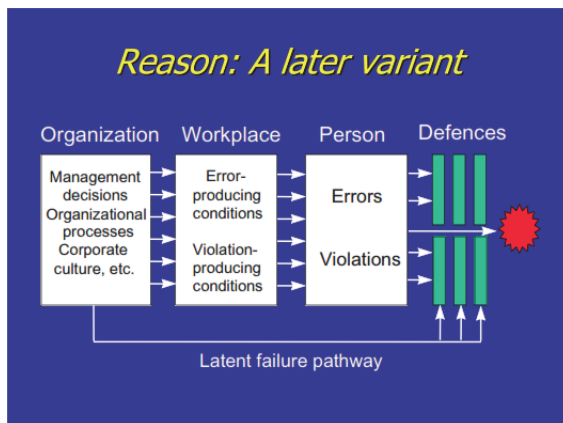 Reason: A later variant
Organization Workplace Person Defences
Management
decisions
Organizational
processes
Corporate
culture, etc.
Error-
producing
conditions
Violation-
producing
conditions
Errors
Violations
Latent failure pathway